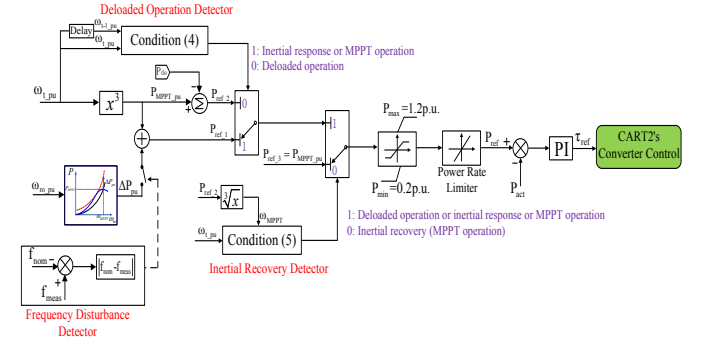 Deloaded Operation Detector
Delay
ω_t-1_pu
ω_t_pu
Condition (4)
1: Inertial response or MPPT operation
0: Deloaded operation
P_de
ω_t_pu
x³
P_MPPT_pu
−
+
Σ
P_ref_2
0
1
P_ref_1
+
P_ref_3 = P_MPPT_pu
1
0
P_max =1.2p.u.
P_min =0.2p.u.
Power Rate
Limiter
P_ref
+
−
P_act
PI
τ_ref
CART2's
Converter Control
ω_ro_pu
P
ΔP_pu
P_ref_2
∛x
ω_MPPT
ω_t_pu
Condition (5)
1: Deloaded operation or inertial response or MPPT operation
0: Inertial recovery (MPPT operation)
Inertial Recovery Detector
f_nom
−
+
f_meas
|f_nom -f_meas|
Frequency Disturbance
Detector